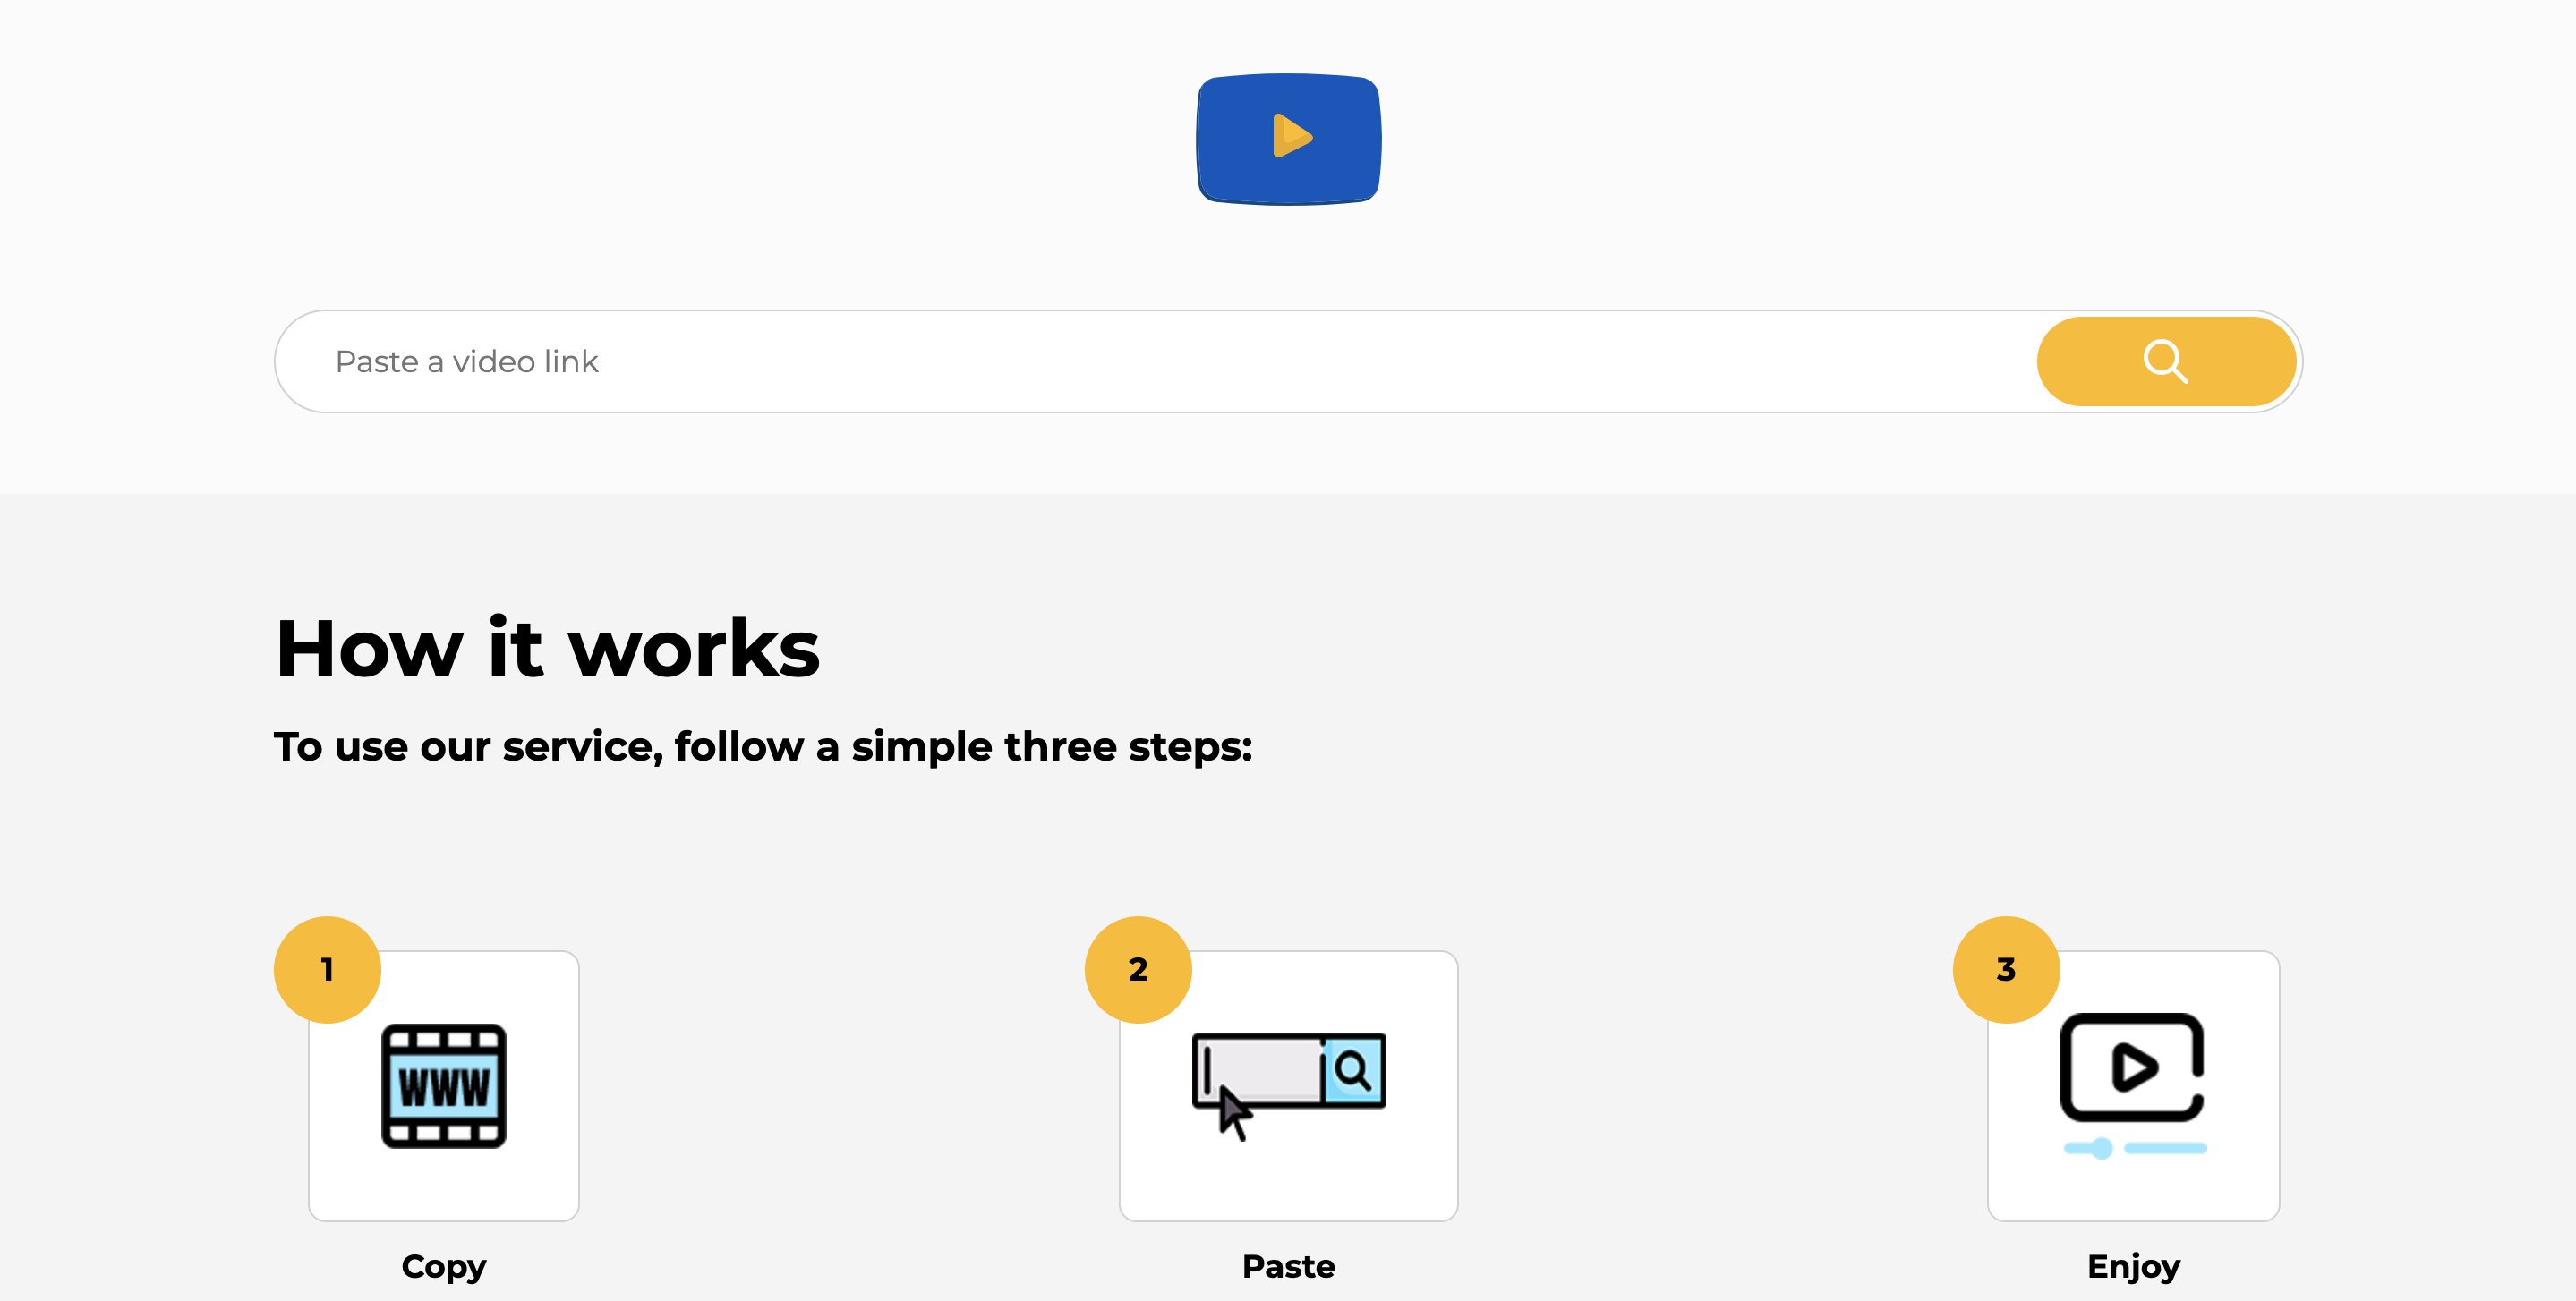 Paste a video link
How it works
To use our service, follow a simple three steps:
1
2
3
WWW
Copy
Paste
Enjoy